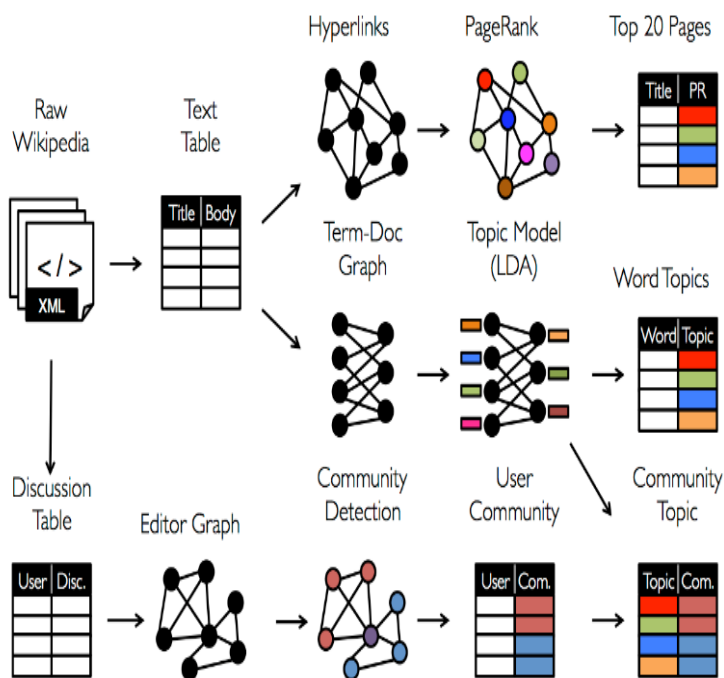 Hyperlinks
PageRank
Top 20 Pages
Raw
Wikipedia
Text
Table
Title PR
Title Body
</>
XML
Term-Doc
Graph
Topic Model
(LDA)
Word Topics
Word Topic
Discussion
Table
Editor Graph
Community
Detection
User
Community
Community
Topic
User Disc.
User Com.
Topic Com.